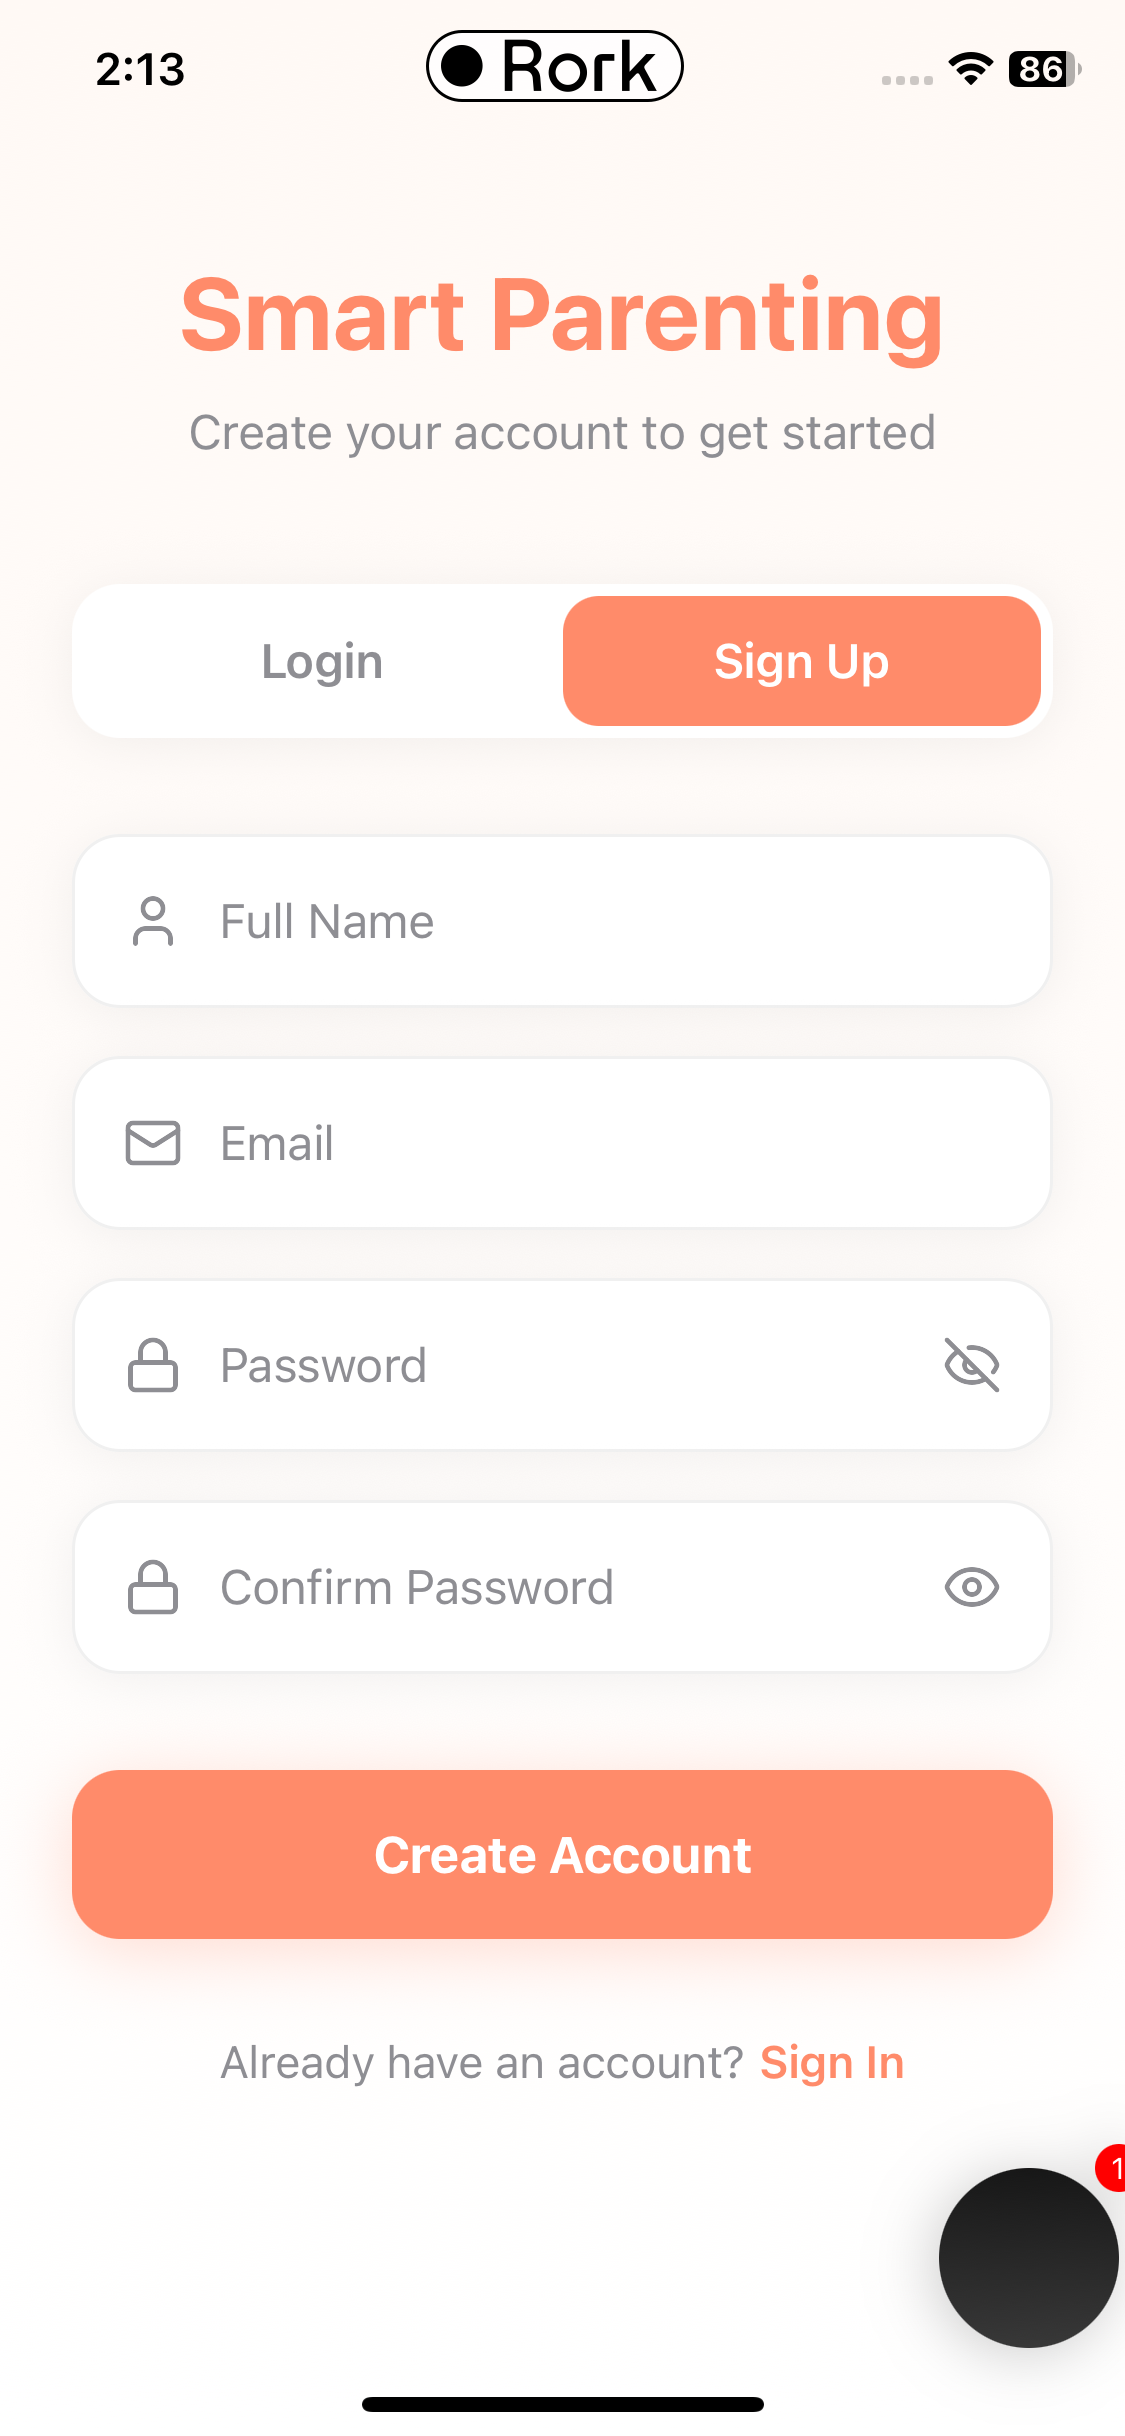 2:13
Rork
86
Smart Parenting
Create your account to get started
Login
Sign Up
Full Name
Email
Password
Confirm Password
Create Account
Already have an account? Sign In
1